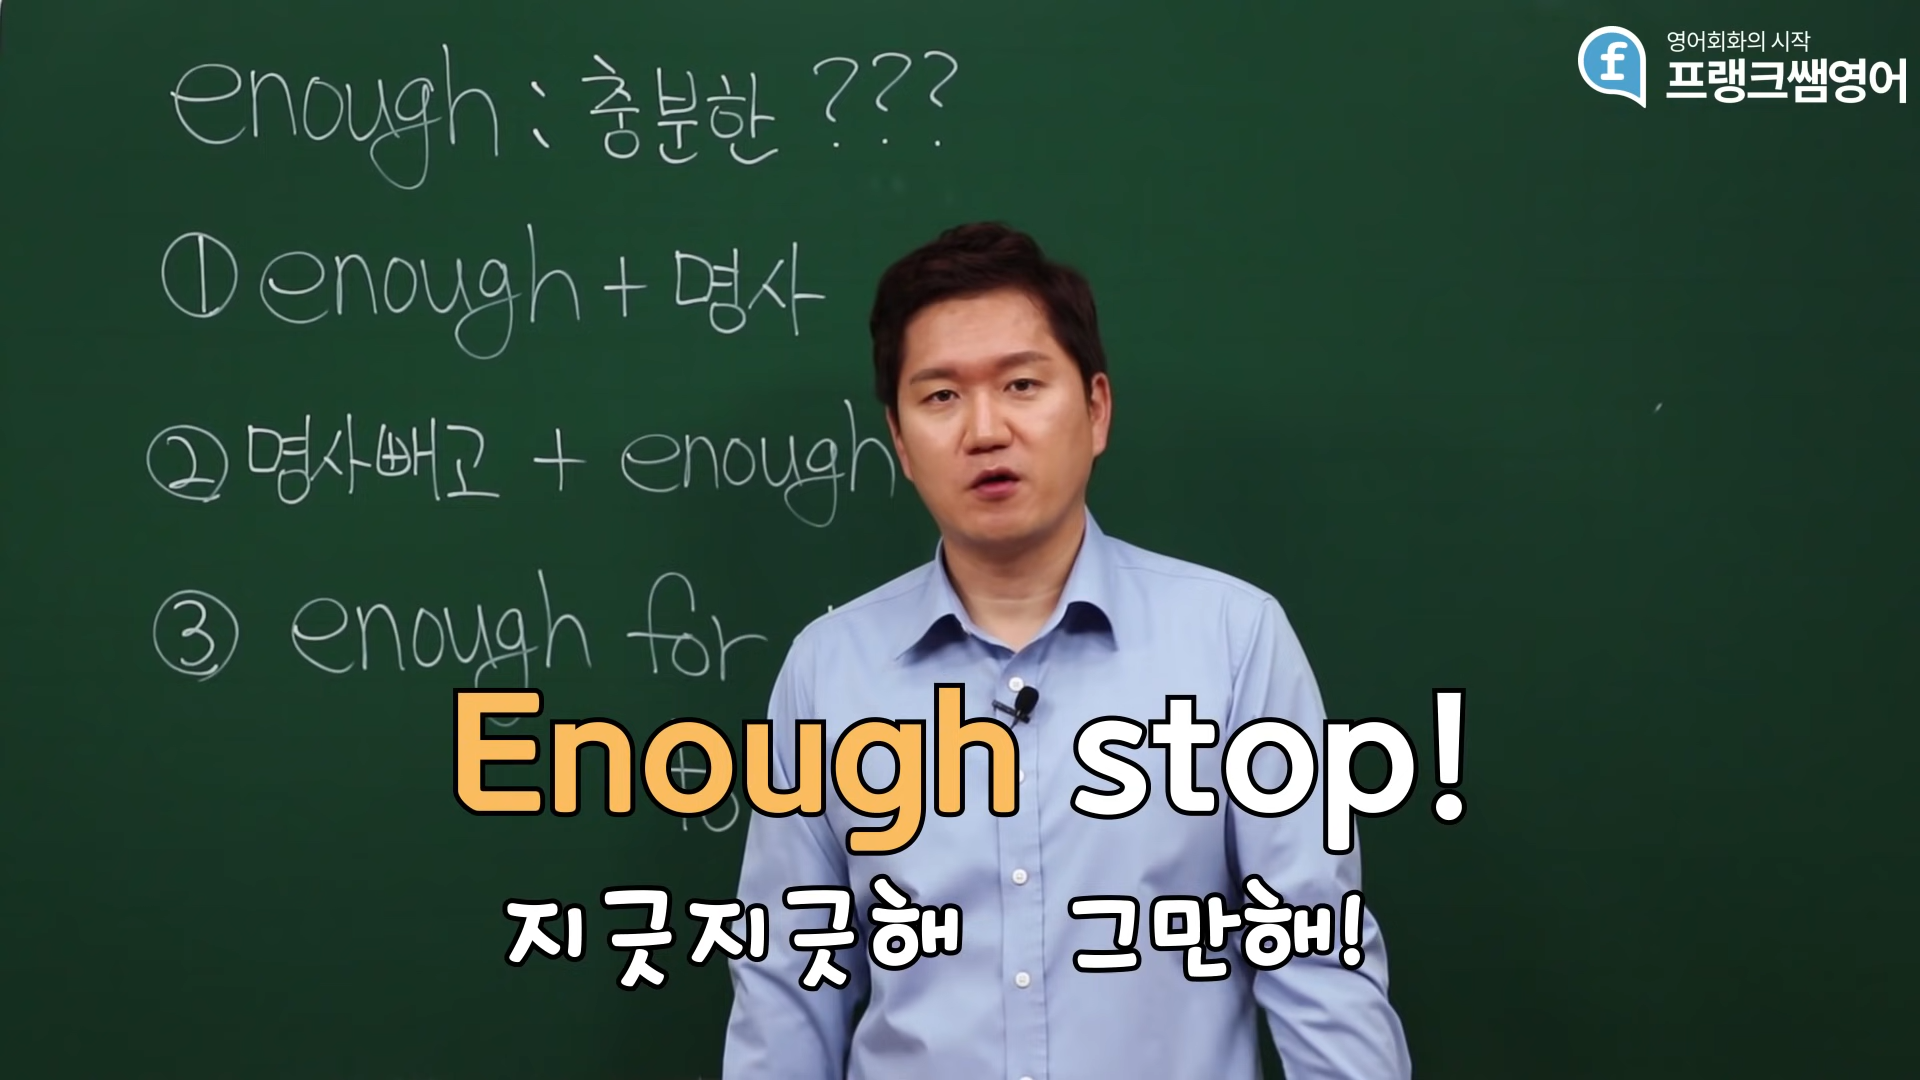 영어회화의 시작
프랭크쌤영어
enough : 충분한 ???
① enough + 명사
② 명사빼고 + enough
③ enough for
+
to
Enough stop!
지긋지긋해 그만해!